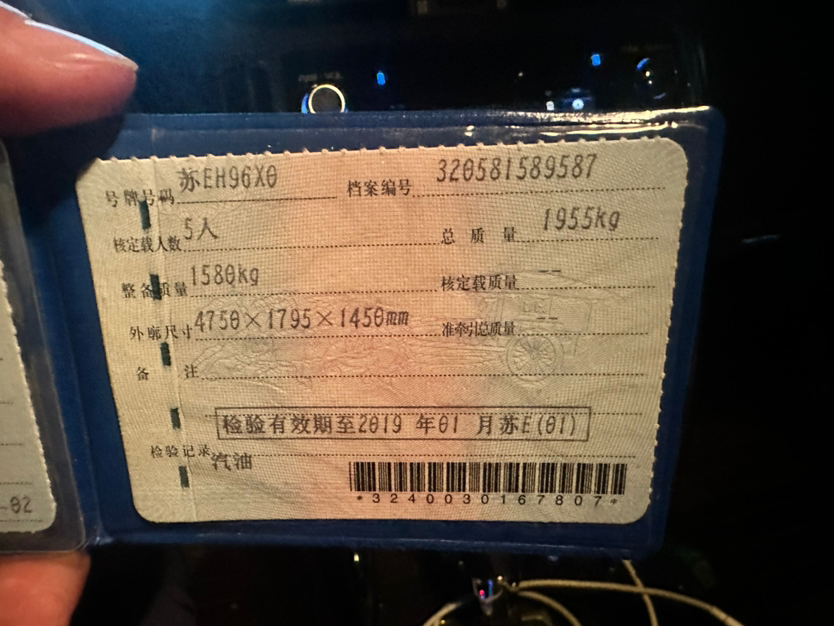 号牌号码 苏EH96X0 档案编号 320581589587
核定载人数 5人 总质量 1955kg
整备质量 1580kg 核定载质量 --
外廓尺寸 4750×1795×1450mm 准牵引总质量 --
备注
检验有效期至2019 年01 月苏E(01)
检验记录
汽油
*3240030167807*
-02